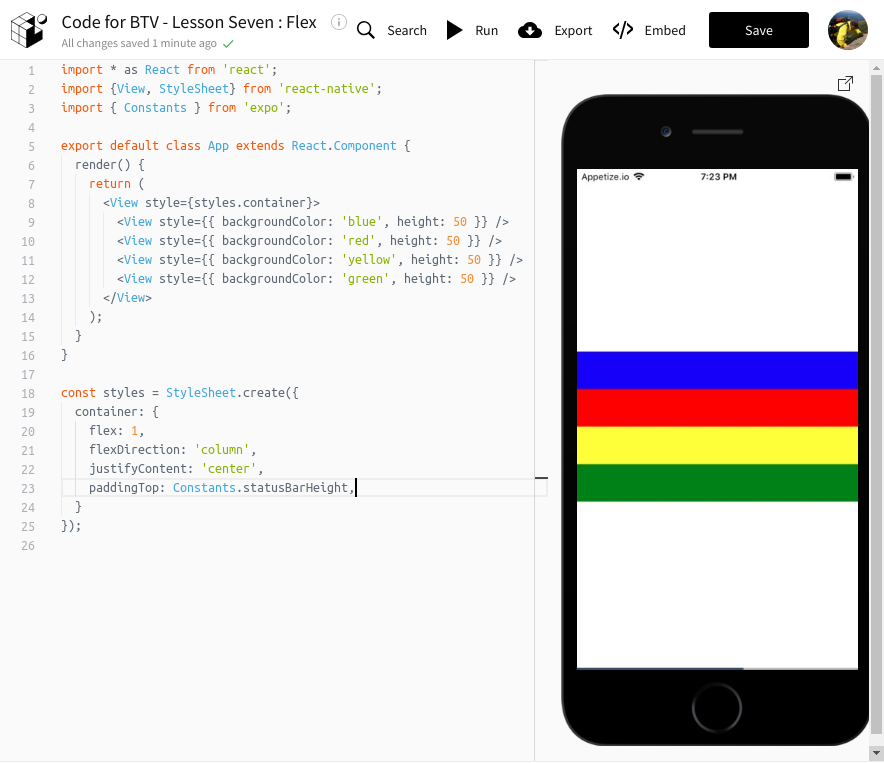 Code for BTV - Lesson Seven : Flex
All changes saved 1 minute ago
Search
Run
Export
Embed
Save
1 import * as React from 'react';
2 import {View, StyleSheet} from 'react-native';
3 import { Constants } from 'expo';
4
5 export default class App extends React.Component {
6 render() {
7 return (
8 <View style={styles.container}>
9 <View style={{ backgroundColor: 'blue', height: 50 }} />
10 <View style={{ backgroundColor: 'red', height: 50 }} />
11 <View style={{ backgroundColor: 'yellow', height: 50 }} />
12 <View style={{ backgroundColor: 'green', height: 50 }} />
13 </View>
14 );
15 }
16 }
17
18 const styles = StyleSheet.create({
19 container: {
20 flex: 1,
21 flexDirection: 'column',
22 justifyContent: 'center',
23 paddingTop: Constants.statusBarHeight,
24 }
25 });
26
Appetize.io 7:23 PM